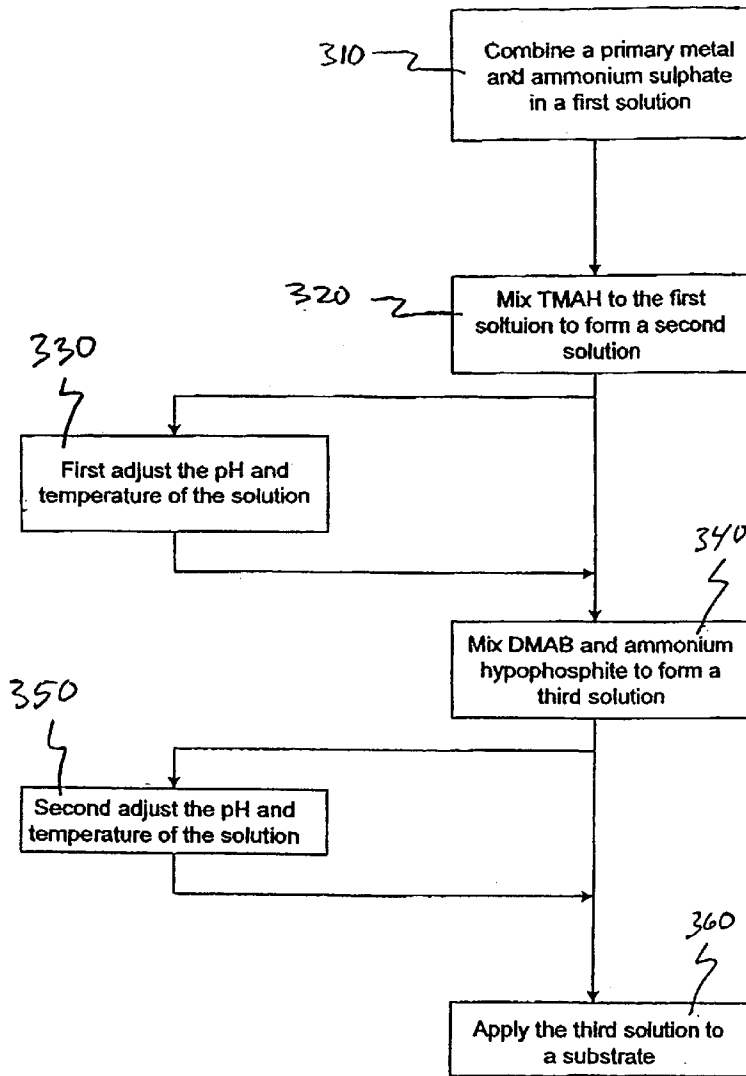 310
Combine a primary metal
and ammonium sulphate
in a first solution
320
Mix TMAH to the first
soltuion to form a second
solution
330
First adjust the pH and
temperature of the solution
340
Mix DMAB and ammonium
hypophosphite to form a
third solution
350
Second adjust the pH and
temperature of the solution
360
Apply the third solution to
a substrate